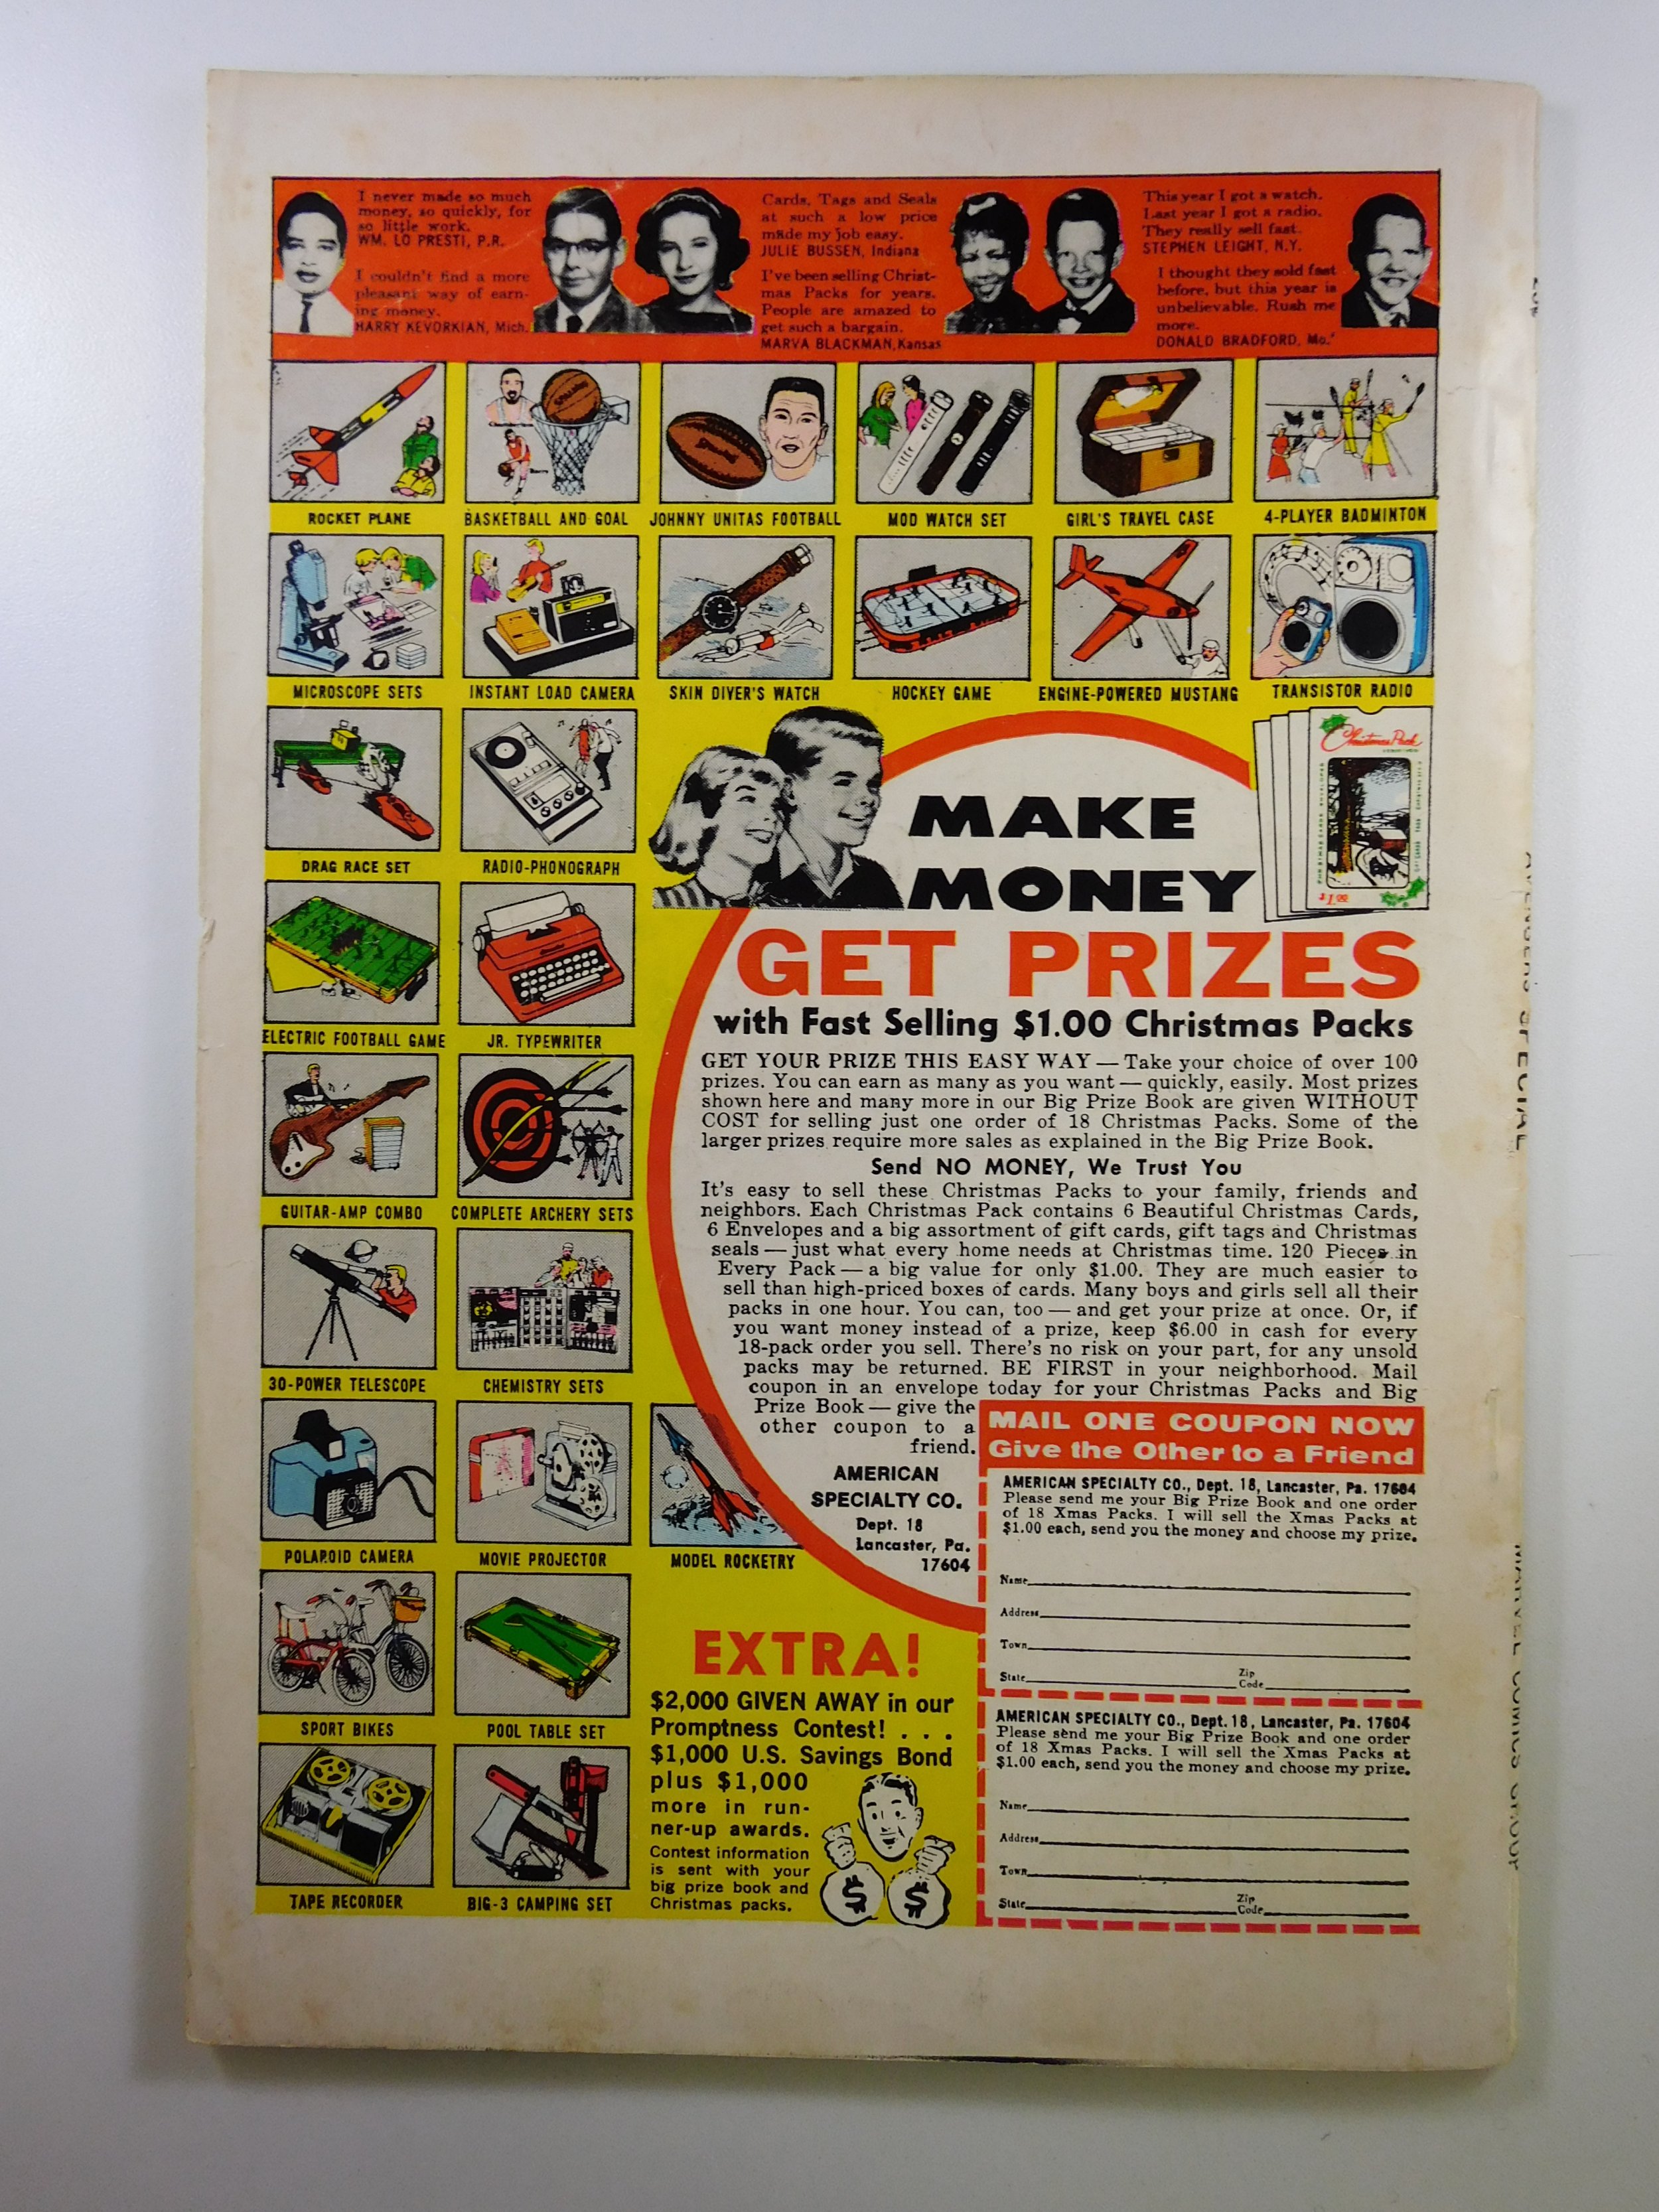 I never made so much
money, so quickly, for
so little work.
WM. LO PRESTI, P.R.
I couldn't find a more
pleasant way of earn-
ing money.
HARRY KEVORKIAN, Mich.
Cards, Tags and Seals
at such a low price
made my job easy.
JULIE BUSSEN, Indiana
I've been selling Christ-
mas Packs for years.
People are amazed to
get such a bargain.
MARVA BLACKMAN, Kansas
This year I got a watch.
Last year I got a radio.
They really sell fast.
STEPHEN LEIGHT, N.Y.
I thought they sold fast
before, but this year is
unbelievable. Rush me
more.
DONALD BRADFORD, Mo.
SPALDING
ROCKET PLANE
BASKETBALL AND GOAL
JOHNNY UNITAS FOOTBALL
MOD WATCH SET
GIRL'S TRAVEL CASE
4-PLAYER BADMINTON
MICROSCOPE SETS
INSTANT LOAD CAMERA
SKIN DIVER'S WATCH
HOCKEY GAME
ENGINE-POWERED MUSTANG
TRANSISTOR RADIO
DRAG RACE SET
RADIO-PHONOGRAPH
ELECTRIC FOOTBALL GAME
JR. TYPEWRITER
GUITAR-AMP COMBO
COMPLETE ARCHERY SETS
30-POWER TELESCOPE
CHEMISTRY SETS
POLAROID CAMERA
MOVIE PROJECTOR
MODEL ROCKETRY
SPORT BIKES
POOL TABLE SET
TAPE RECORDER
BIG-3 CAMPING SET
Christmas Pack
$1.00
MAKE
MONEY
GET PRIZES
with Fast Selling $1.00 Christmas Packs
GET YOUR PRIZE THIS EASY WAY — Take your choice of over 100
prizes. You can earn as many as you want — quickly, easily. Most prizes
shown here and many more in our Big Prize Book are given WITHOUT
COST for selling just one order of 18 Christmas Packs. Some of the
larger prizes require more sales as explained in the Big Prize Book.
Send NO MONEY, We Trust You
It's easy to sell these Christmas Packs to your family, friends and
neighbors. Each Christmas Pack contains 6 Beautiful Christmas Cards,
6 Envelopes and a big assortment of gift cards, gift tags and Christmas
seals — just what every home needs at Christmas time. 120 Pieces in
Every Pack — a big value for only $1.00. They are much easier to
sell than high-priced boxes of cards. Many boys and girls sell all their
packs in one hour. You can, too — and get your prize at once. Or, if
you want money instead of a prize, keep $6.00 in cash for every
18-pack order you sell. There's no risk on your part, for any unsold
packs may be returned. BE FIRST in your neighborhood. Mail
coupon in an envelope today for your Christmas Packs and Big
Prize Book — give the
other coupon to a
friend.
AMERICAN
SPECIALTY CO.
Dept. 18
Lancaster, Pa.
17604
EXTRA!
$2,000 GIVEN AWAY in our
Promptness Contest! . . .
$1,000 U.S. Savings Bond
plus $1,000
more in run-
ner-up awards.
Contest information
is sent with your
big prize book and
Christmas packs.
$ $
MAIL ONE COUPON NOW
Give the Other to a Friend
AMERICAN SPECIALTY CO., Dept. 18, Lancaster, Pa. 17604
Please send me your Big Prize Book and one order
of 18 Xmas Packs. I will sell the Xmas Packs at
$1.00 each, send you the money and choose my prize.
Name
Address
Town
State Zip Code
AMERICAN SPECIALTY CO., Dept. 18, Lancaster, Pa. 17604
Please send me your Big Prize Book and one order
of 18 Xmas Packs. I will sell the Xmas Packs at
$1.00 each, send you the money and choose my prize.
Name
Address
Town
State Zip Code
AVENGERS SPECIAL
MARVEL COMICS GROUP